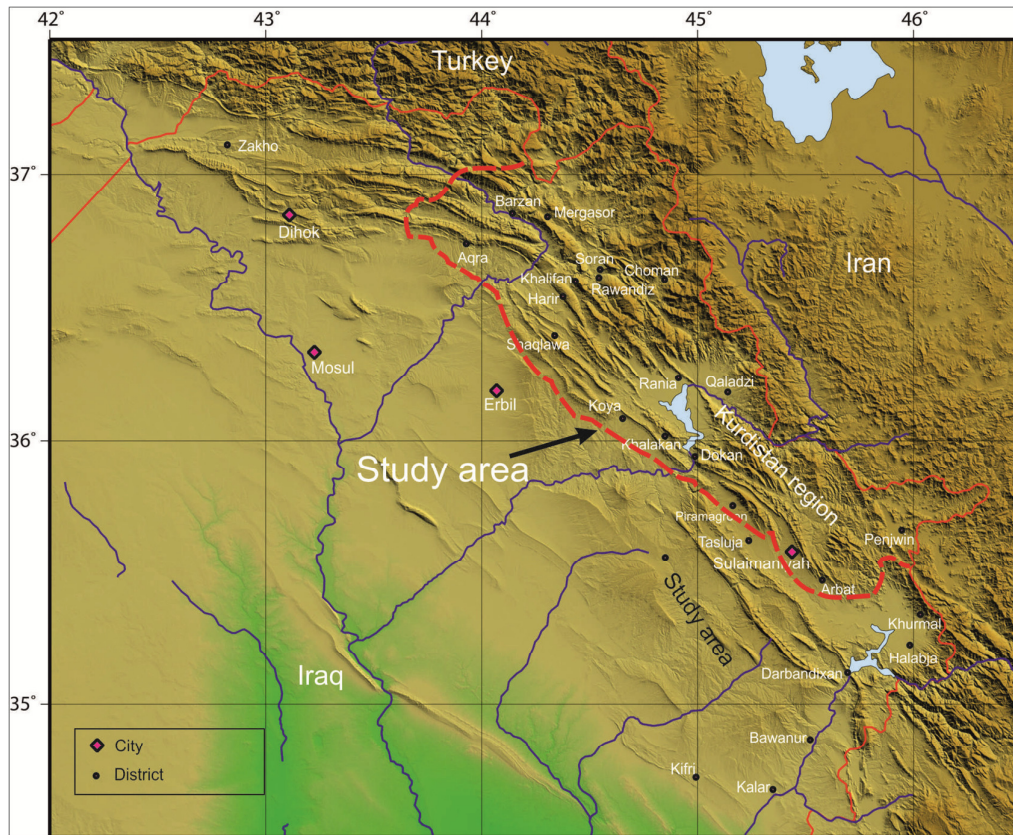 42° 43 44 45 46°
Turkey
Zakho
37°
Barzan
Mergasor
Dihok
Aqra
Soran
Choman
Iran
Khalifan
Rawandiz
Harir
Shaqlawa
Mosul
Rania
Qaladzi
Erbil
Koya
Kurdistan region
36°
Khalakan
Dokan
Study area
Piramagroon
Penjwin
Tasluja
Sulaimaniyah
Study area
Arbat
Khurmal
Halabja
Iraq
Darbandixan
35°
Bawanur
City
District
Kifri
Kalar